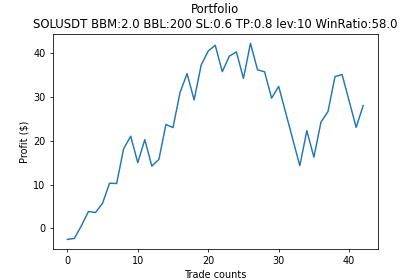 Portfolio
SOLUSDT BBM:2.0 BBL:200 SL:0.6 TP:0.8 lev:10 WinRatio:58.0
40
30
20
10
0
Profit ($)
0 10 20 30 40
Trade counts